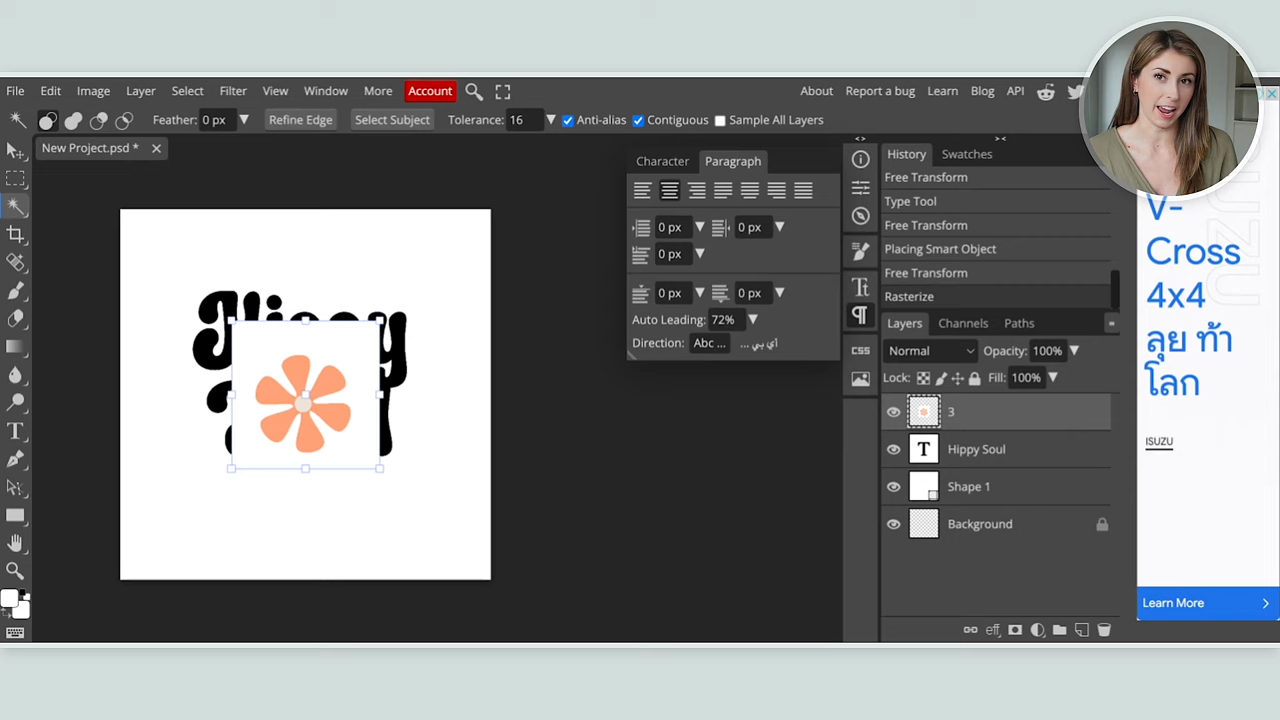 File Edit Image Layer Select Filter View Window More Account About Report a bug Learn Blog API
Feather: 0 px Refine Edge Select Subject Tolerance: 16 Anti-alias Contiguous Sample All Layers
New Project.psd *
Character Paragraph
0 px 0 px
0 px
0 px 0 px
Auto Leading: 72%
Direction: Abc ... اي بي ...
CSS
History Swatches
Free Transform
Type Tool
Free Transform
Placing Smart Object
Free Transform
Rasterize
Layers Channels Paths
Normal Opacity: 100%
Lock: Fill: 100%
3
T Hippy Soul
Shape 1
Background
eff
V-
Cross
4x4
ลุย ท้า
โลก
ISUZU
Learn More